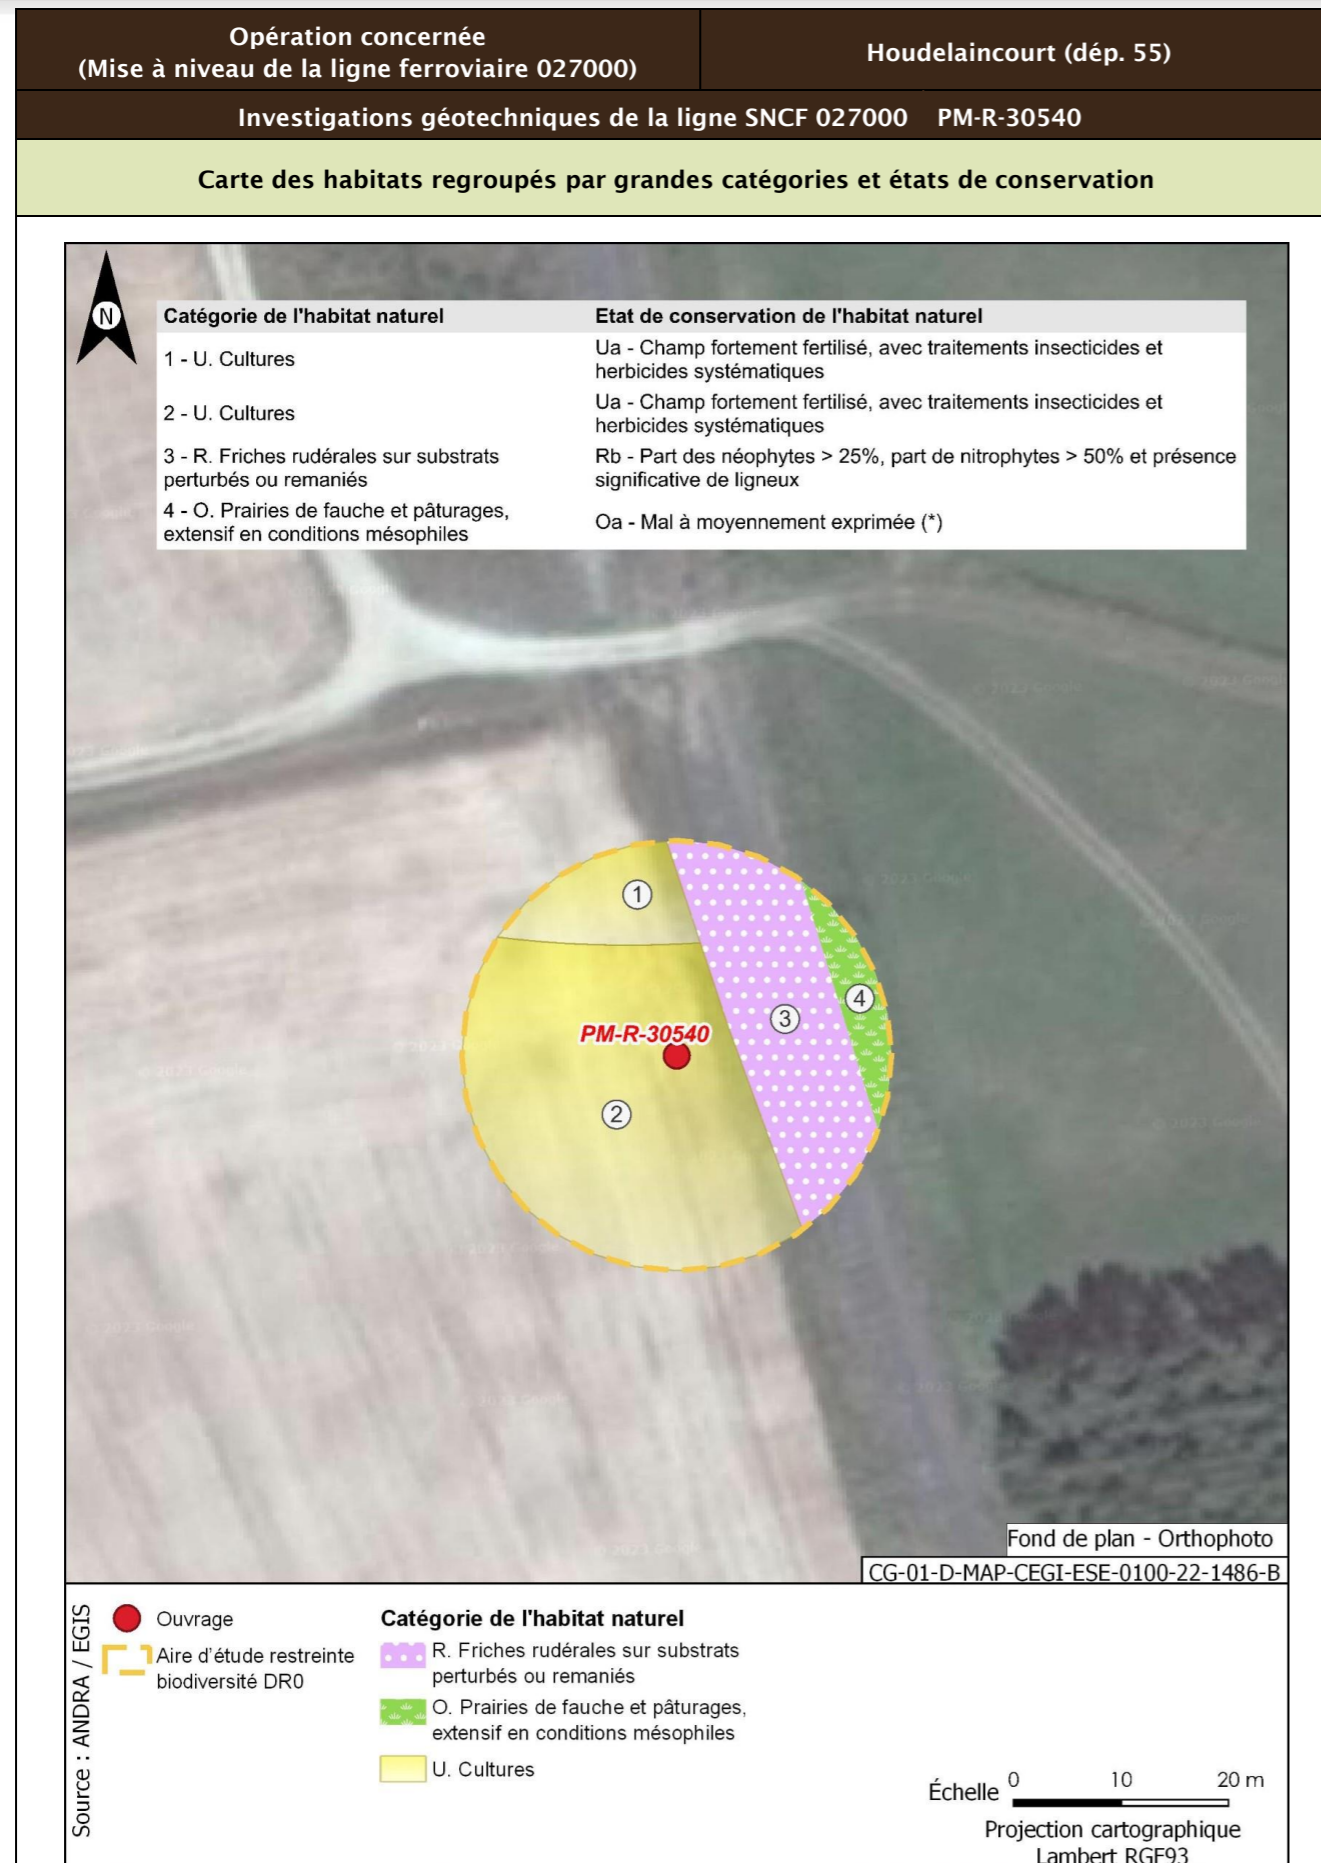 Opération concernée
(Mise à niveau de la ligne ferroviaire 027000)
Houdelaincourt (dép. 55)
Investigations géotechniques de la ligne SNCF 027000 PM-R-30540
Carte des habitats regroupés par grandes catégories et états de conservation
N
Catégorie de l'habitat naturel
Etat de conservation de l'habitat naturel
1 - U. Cultures
Ua - Champ fortement fertilisé, avec traitements insecticides et
herbicides systématiques
2 - U. Cultures
Ua - Champ fortement fertilisé, avec traitements insecticides et
herbicides systématiques
3 - R. Friches rudérales sur substrats
perturbés ou remaniés
Rb - Part des néophytes > 25%, part de nitrophytes > 50% et présence
significative de ligneux
4 - O. Prairies de fauche et pâturages,
extensif en conditions mésophiles
Oa - Mal à moyennement exprimée (*)
1
4
3
PM-R-30540
2
Fond de plan - Orthophoto
CG-01-D-MAP-CEGI-ESE-0100-22-1486-B
Source : ANDRA / EGIS
Ouvrage
Aire d'étude restreinte
biodiversité DR0
Catégorie de l'habitat naturel
R. Friches rudérales sur substrats
perturbés ou remaniés
O. Prairies de fauche et pâturages,
extensif en conditions mésophiles
U. Cultures
Échelle
0 10 20 m
Projection cartographique
Lambert RGF93